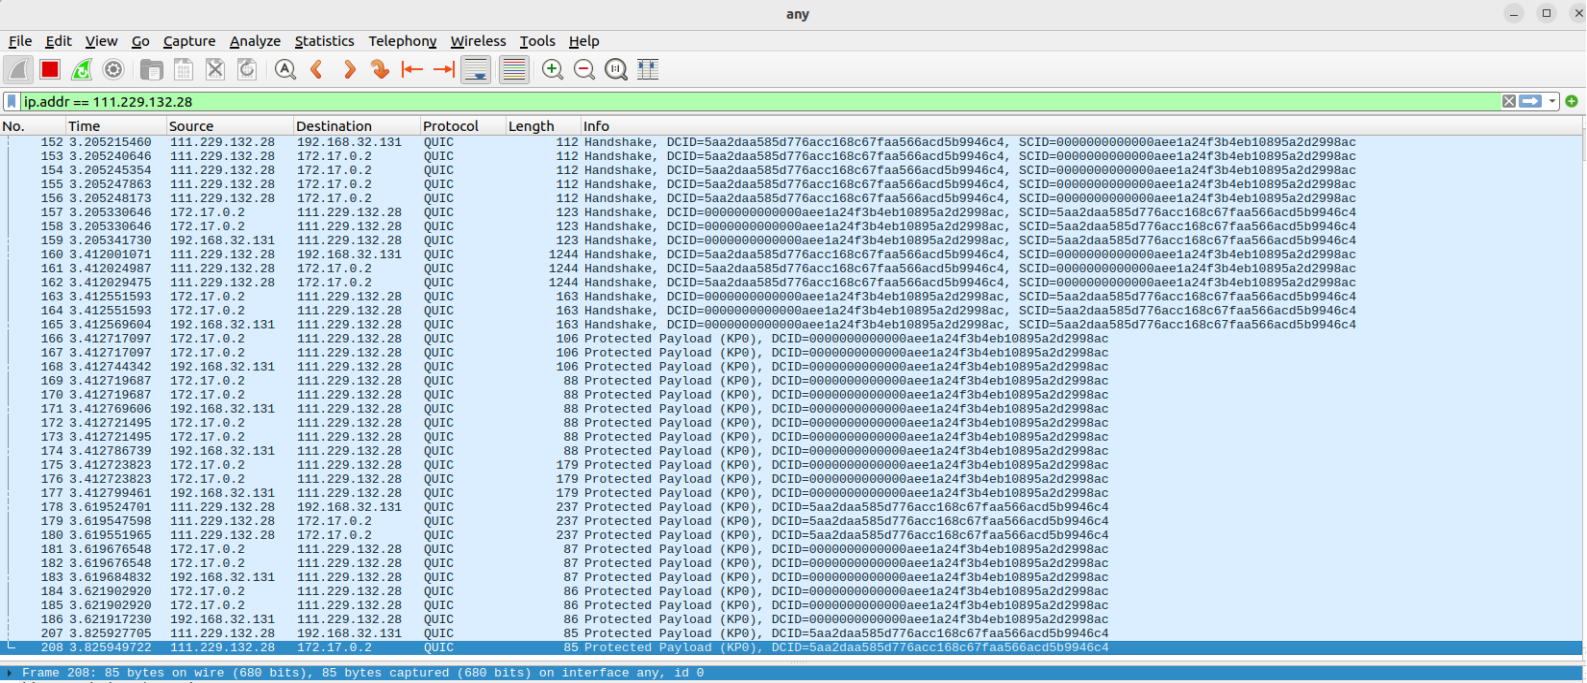 any
File Edit View Go Capture Analyze Statistics Telephony Wireless Tools Help
ip.addr == 111.229.132.28
No. Time Source Destination Protocol Length Info
152 3.205215460 111.229.132.28 192.168.32.131 QUIC 112 Handshake, DCID=5aa2daa585d776acc168c67faa566acd5b9946c4, SCID=0000000000000aee1a24f3b4eb10895a2d2998ac
153 3.205240646 111.229.132.28 172.17.0.2 QUIC 112 Handshake, DCID=5aa2daa585d776acc168c67faa566acd5b9946c4, SCID=0000000000000aee1a24f3b4eb10895a2d2998ac
154 3.205245354 111.229.132.28 172.17.0.2 QUIC 112 Handshake, DCID=5aa2daa585d776acc168c67faa566acd5b9946c4, SCID=0000000000000aee1a24f3b4eb10895a2d2998ac
155 3.205247863 111.229.132.28 172.17.0.2 QUIC 112 Handshake, DCID=5aa2daa585d776acc168c67faa566acd5b9946c4, SCID=0000000000000aee1a24f3b4eb10895a2d2998ac
156 3.205248173 111.229.132.28 172.17.0.2 QUIC 112 Handshake, DCID=5aa2daa585d776acc168c67faa566acd5b9946c4, SCID=0000000000000aee1a24f3b4eb10895a2d2998ac
157 3.205330646 172.17.0.2 111.229.132.28 QUIC 123 Handshake, DCID=0000000000000aee1a24f3b4eb10895a2d2998ac, SCID=5aa2daa585d776acc168c67faa566acd5b9946c4
158 3.205330646 172.17.0.2 111.229.132.28 QUIC 123 Handshake, DCID=0000000000000aee1a24f3b4eb10895a2d2998ac, SCID=5aa2daa585d776acc168c67faa566acd5b9946c4
159 3.205341730 192.168.32.131 111.229.132.28 QUIC 123 Handshake, DCID=0000000000000aee1a24f3b4eb10895a2d2998ac, SCID=5aa2daa585d776acc168c67faa566acd5b9946c4
160 3.412001071 111.229.132.28 192.168.32.131 QUIC 1244 Handshake, DCID=5aa2daa585d776acc168c67faa566acd5b9946c4, SCID=0000000000000aee1a24f3b4eb10895a2d2998ac
161 3.412024987 111.229.132.28 172.17.0.2 QUIC 1244 Handshake, DCID=5aa2daa585d776acc168c67faa566acd5b9946c4, SCID=0000000000000aee1a24f3b4eb10895a2d2998ac
162 3.412029475 111.229.132.28 172.17.0.2 QUIC 1244 Handshake, DCID=5aa2daa585d776acc168c67faa566acd5b9946c4, SCID=0000000000000aee1a24f3b4eb10895a2d2998ac
163 3.412551593 172.17.0.2 111.229.132.28 QUIC 163 Handshake, DCID=0000000000000aee1a24f3b4eb10895a2d2998ac, SCID=5aa2daa585d776acc168c67faa566acd5b9946c4
164 3.412551593 172.17.0.2 111.229.132.28 QUIC 163 Handshake, DCID=0000000000000aee1a24f3b4eb10895a2d2998ac, SCID=5aa2daa585d776acc168c67faa566acd5b9946c4
165 3.412569604 192.168.32.131 111.229.132.28 QUIC 163 Handshake, DCID=0000000000000aee1a24f3b4eb10895a2d2998ac, SCID=5aa2daa585d776acc168c67faa566acd5b9946c4
166 3.412717097 172.17.0.2 111.229.132.28 QUIC 106 Protected Payload (KP0), DCID=0000000000000aee1a24f3b4eb10895a2d2998ac
167 3.412717097 172.17.0.2 111.229.132.28 QUIC 106 Protected Payload (KP0), DCID=0000000000000aee1a24f3b4eb10895a2d2998ac
168 3.412744342 192.168.32.131 111.229.132.28 QUIC 106 Protected Payload (KP0), DCID=0000000000000aee1a24f3b4eb10895a2d2998ac
169 3.412719687 172.17.0.2 111.229.132.28 QUIC 88 Protected Payload (KP0), DCID=0000000000000aee1a24f3b4eb10895a2d2998ac
170 3.412719687 172.17.0.2 111.229.132.28 QUIC 88 Protected Payload (KP0), DCID=0000000000000aee1a24f3b4eb10895a2d2998ac
171 3.412769606 192.168.32.131 111.229.132.28 QUIC 88 Protected Payload (KP0), DCID=0000000000000aee1a24f3b4eb10895a2d2998ac
172 3.412721495 172.17.0.2 111.229.132.28 QUIC 88 Protected Payload (KP0), DCID=0000000000000aee1a24f3b4eb10895a2d2998ac
173 3.412721495 172.17.0.2 111.229.132.28 QUIC 88 Protected Payload (KP0), DCID=0000000000000aee1a24f3b4eb10895a2d2998ac
174 3.412786739 192.168.32.131 111.229.132.28 QUIC 88 Protected Payload (KP0), DCID=0000000000000aee1a24f3b4eb10895a2d2998ac
175 3.412723823 172.17.0.2 111.229.132.28 QUIC 179 Protected Payload (KP0), DCID=0000000000000aee1a24f3b4eb10895a2d2998ac
176 3.412723823 172.17.0.2 111.229.132.28 QUIC 179 Protected Payload (KP0), DCID=0000000000000aee1a24f3b4eb10895a2d2998ac
177 3.412799461 192.168.32.131 111.229.132.28 QUIC 179 Protected Payload (KP0), DCID=0000000000000aee1a24f3b4eb10895a2d2998ac
178 3.619524701 111.229.132.28 192.168.32.131 QUIC 237 Protected Payload (KP0), DCID=5aa2daa585d776acc168c67faa566acd5b9946c4
179 3.619547598 111.229.132.28 172.17.0.2 QUIC 237 Protected Payload (KP0), DCID=5aa2daa585d776acc168c67faa566acd5b9946c4
180 3.619551965 111.229.132.28 172.17.0.2 QUIC 237 Protected Payload (KP0), DCID=5aa2daa585d776acc168c67faa566acd5b9946c4
181 3.619676548 172.17.0.2 111.229.132.28 QUIC 87 Protected Payload (KP0), DCID=0000000000000aee1a24f3b4eb10895a2d2998ac
182 3.619676548 172.17.0.2 111.229.132.28 QUIC 87 Protected Payload (KP0), DCID=0000000000000aee1a24f3b4eb10895a2d2998ac
183 3.619684832 192.168.32.131 111.229.132.28 QUIC 87 Protected Payload (KP0), DCID=0000000000000aee1a24f3b4eb10895a2d2998ac
184 3.621902920 172.17.0.2 111.229.132.28 QUIC 86 Protected Payload (KP0), DCID=0000000000000aee1a24f3b4eb10895a2d2998ac
185 3.621902920 172.17.0.2 111.229.132.28 QUIC 86 Protected Payload (KP0), DCID=0000000000000aee1a24f3b4eb10895a2d2998ac
186 3.621917230 192.168.32.131 111.229.132.28 QUIC 86 Protected Payload (KP0), DCID=0000000000000aee1a24f3b4eb10895a2d2998ac
207 3.825927705 111.229.132.28 192.168.32.131 QUIC 85 Protected Payload (KP0), DCID=5aa2daa585d776acc168c67faa566acd5b9946c4
208 3.825949722 111.229.132.28 172.17.0.2 QUIC 85 Protected Payload (KP0), DCID=5aa2daa585d776acc168c67faa566acd5b9946c4
Frame 208: 85 bytes on wire (680 bits), 85 bytes captured (680 bits) on interface any, id 0